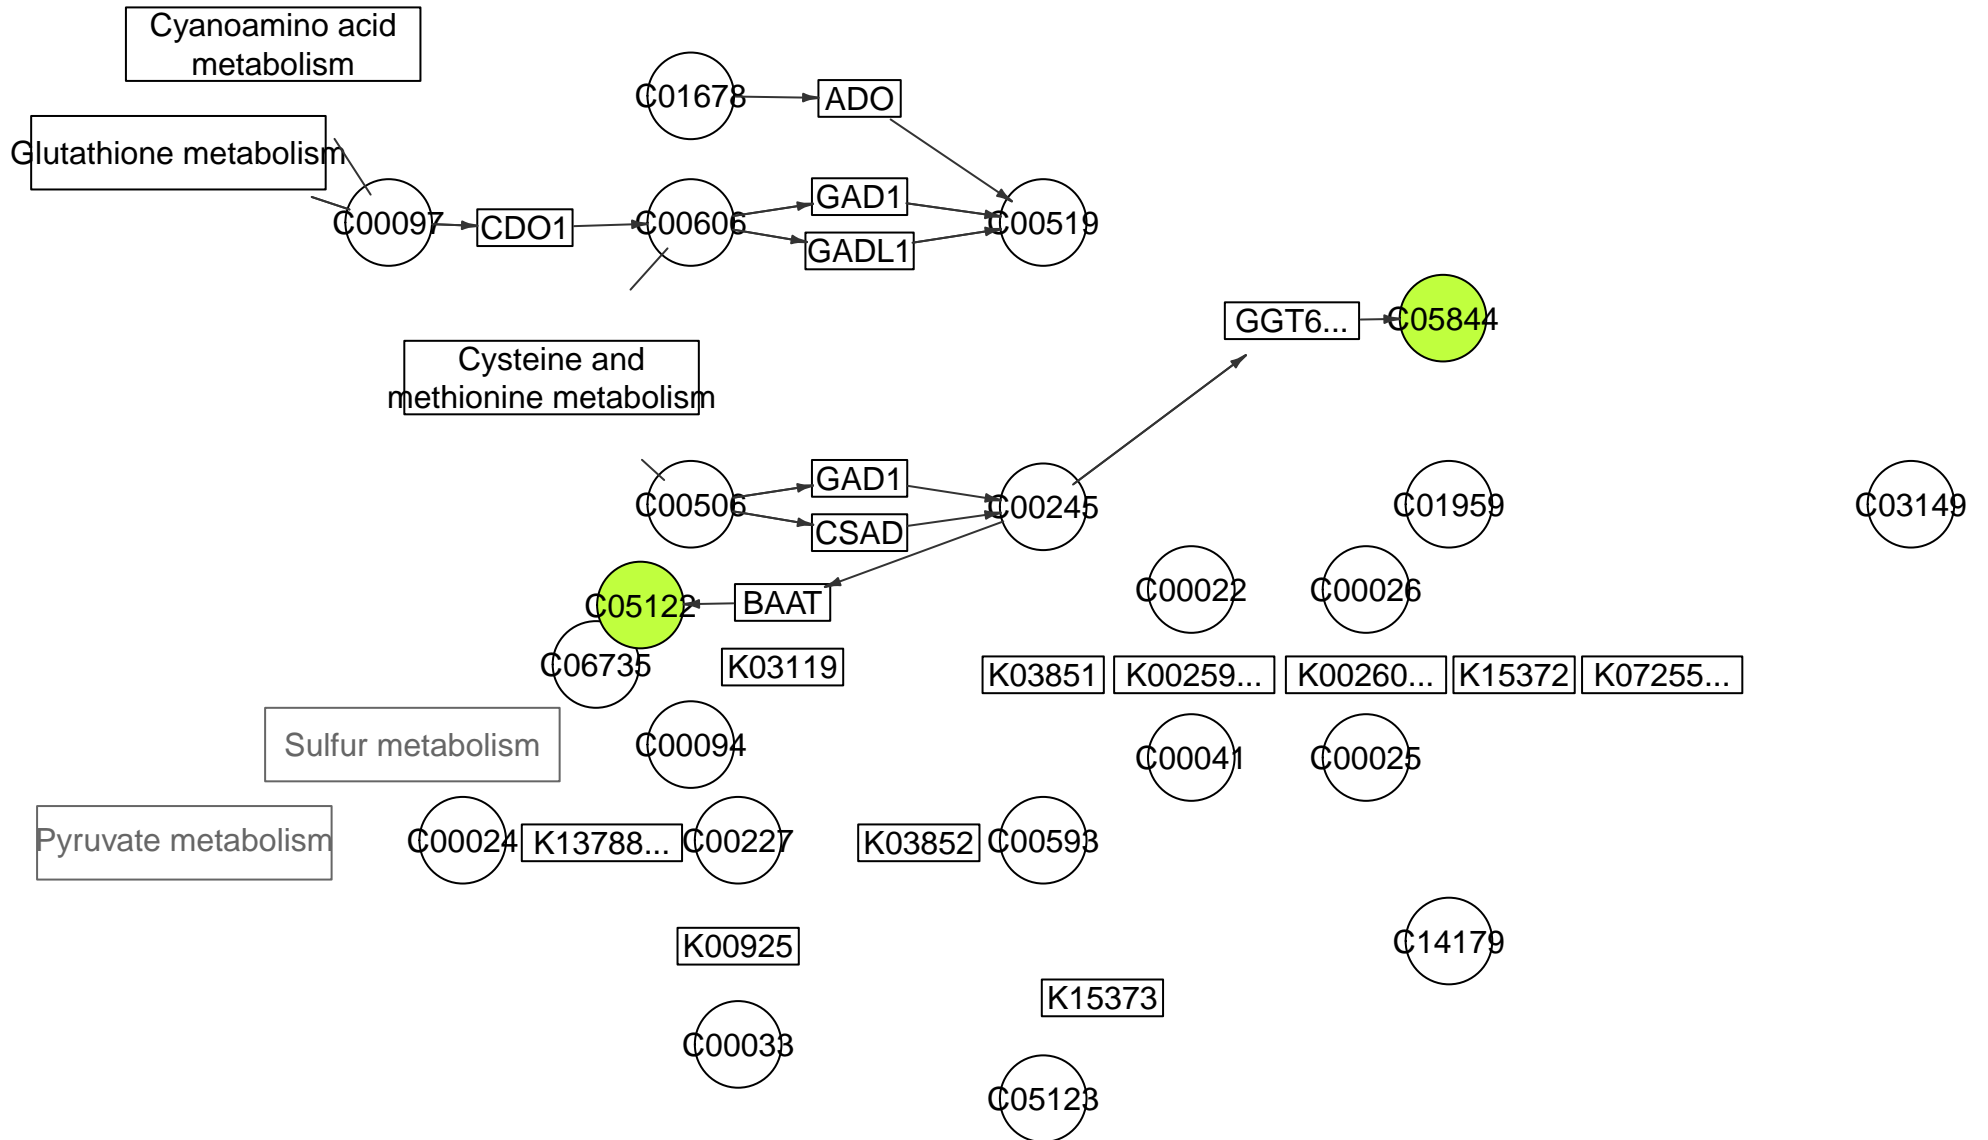 Cyanoamino acid
metabolism
C01678
ADO
Glutathione metabolism
C00097
CDO1
C00606
GAD1
GADL1
C00519
GGT6...
C05844
Cysteine and
methionine metabolism
C00506
GAD1
CSAD
C00245
C01959
C03149
C05122
BAAT
C00022
C00026
C06735
K03119
K03851
K00259...
K00260...
K15372
K07255...
Sulfur metabolism
C00094
C00041
C00025
Pyruvate metabolism
C00024
K13788...
C00227
K03852
C00593
K00925
C14179
K15373
C00033
C05123